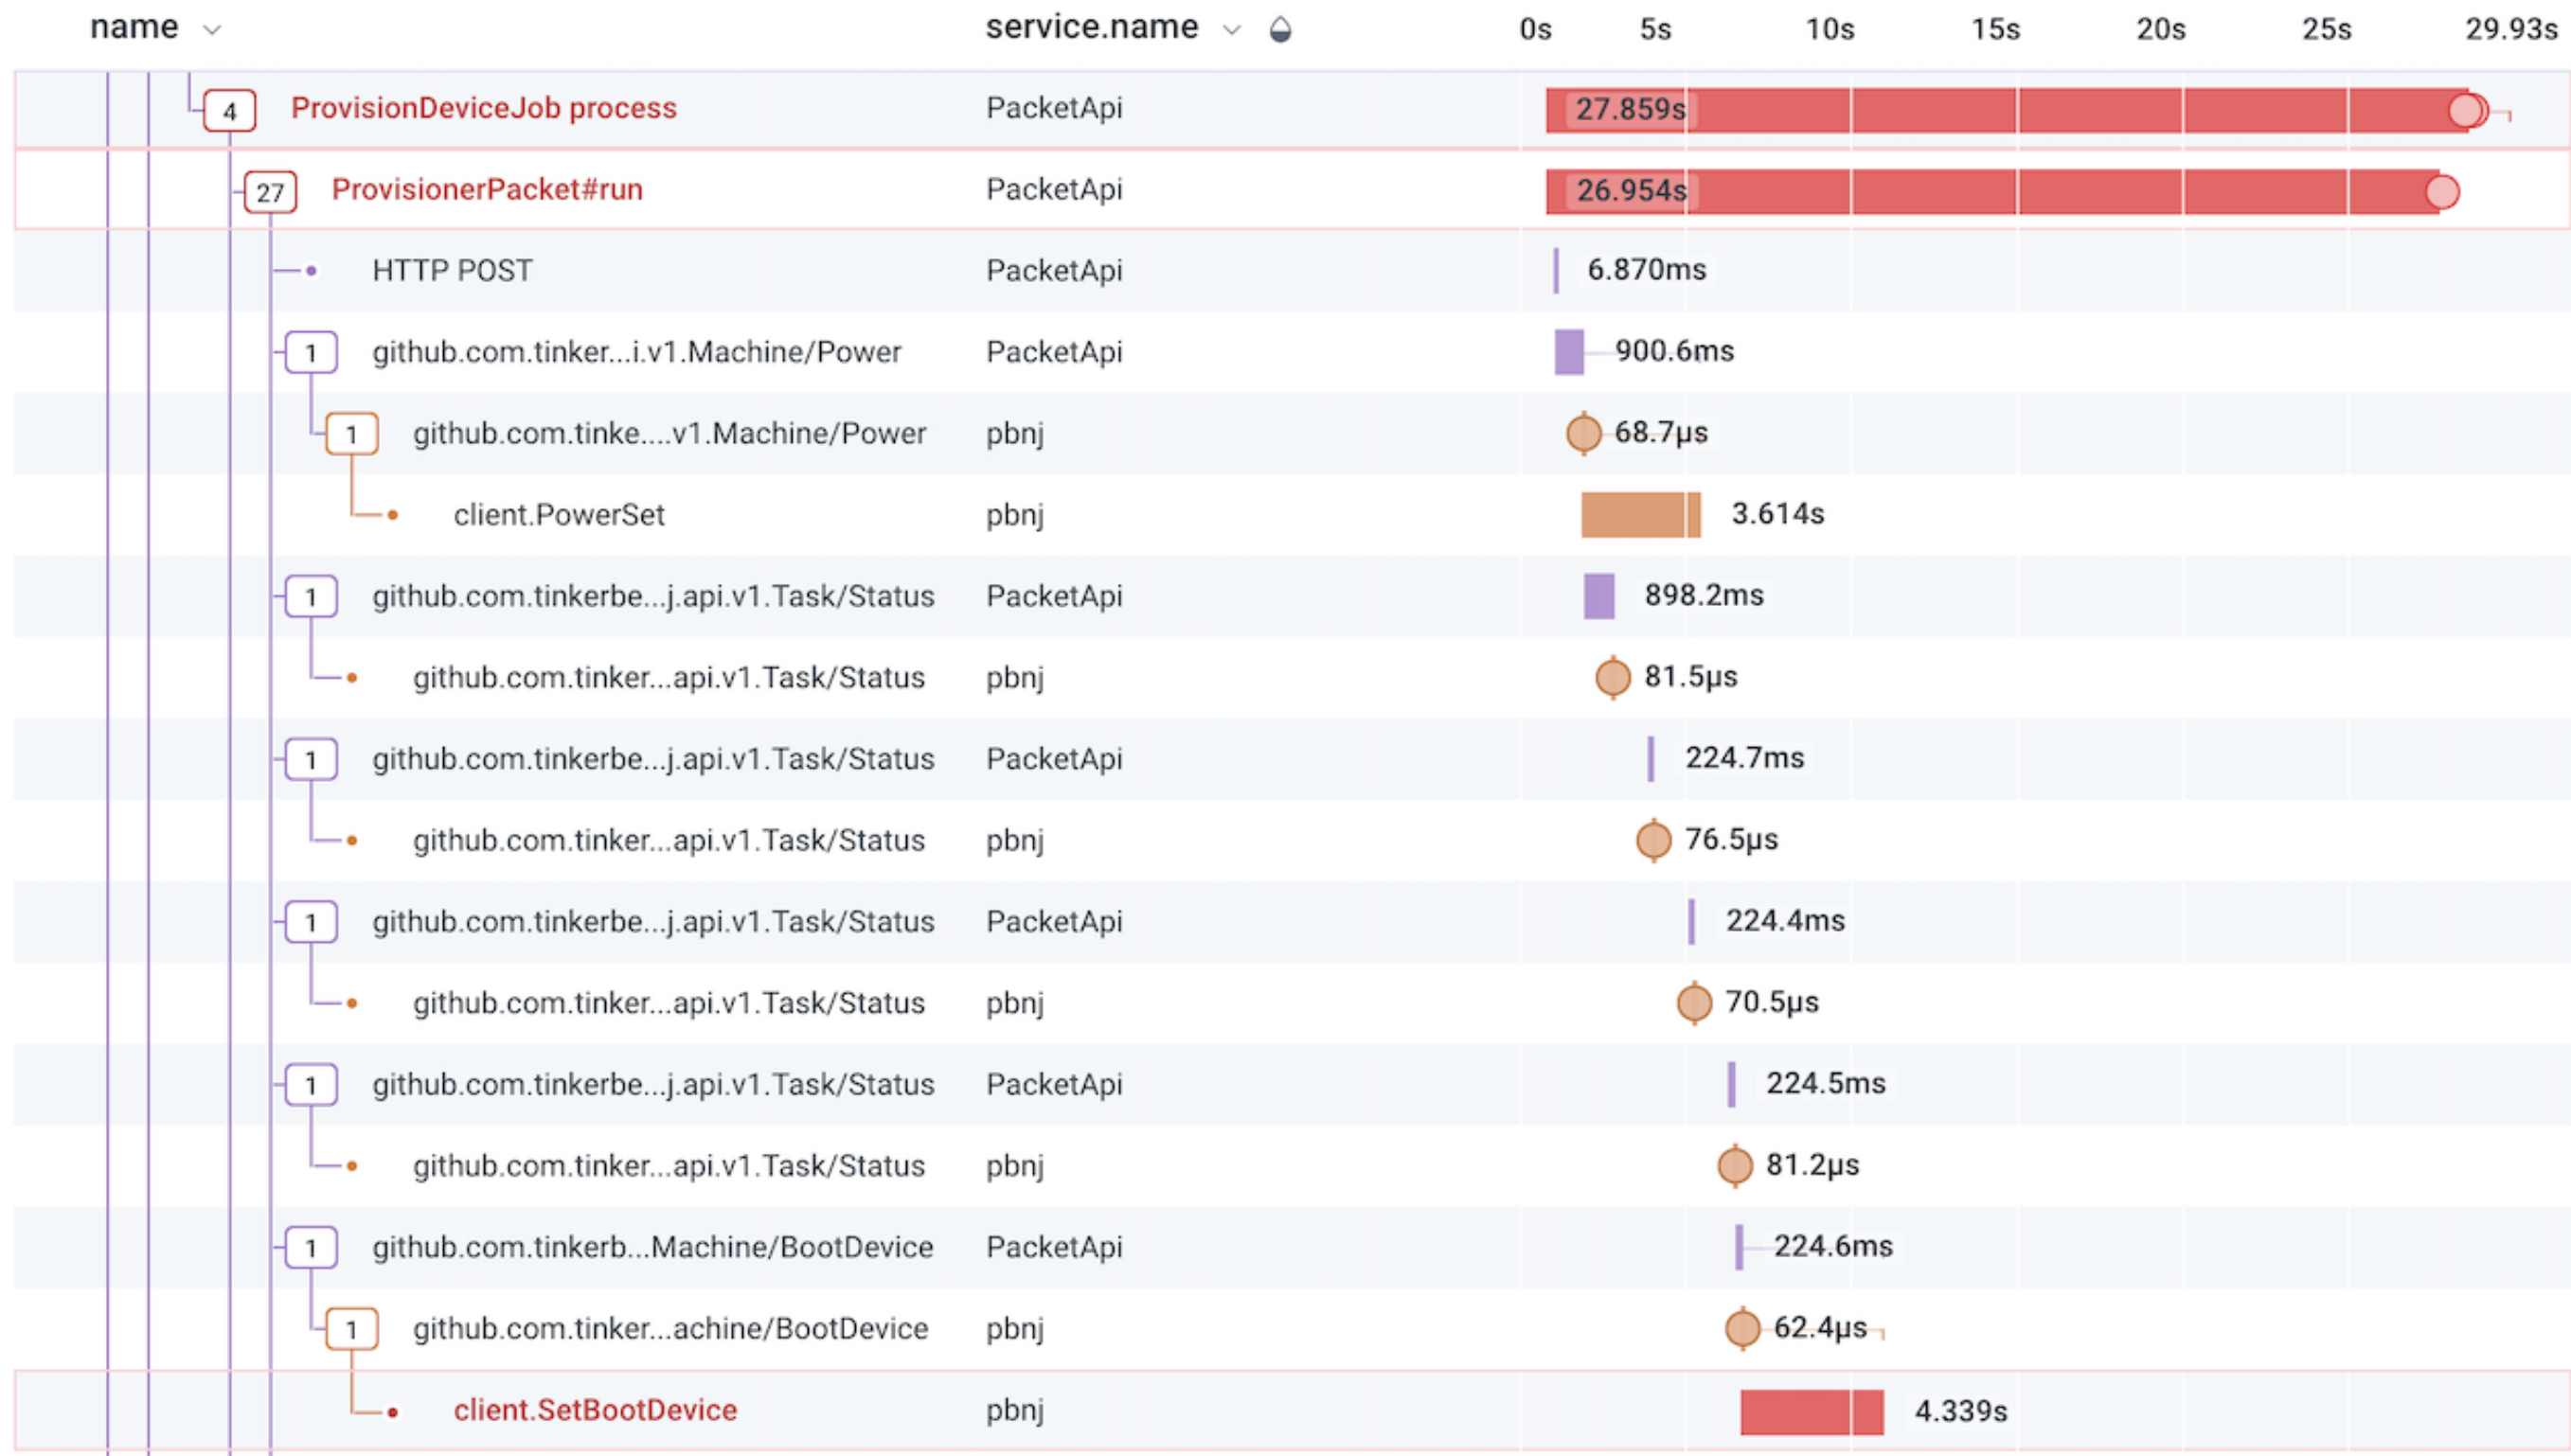 name service.name 0s 5s 10s 15s 20s 25s 29.93s
4 ProvisionDeviceJob process PacketApi 27.859s
27 ProvisionerPacket#run PacketApi 26.954s
HTTP POST PacketApi 6.870ms
1 github.com.tinker...i.v1.Machine/Power PacketApi 900.6ms
1 github.com.tinke....v1.Machine/Power pbnj 68.7µs
client.PowerSet pbnj 3.614s
1 github.com.tinkerbe...j.api.v1.Task/Status PacketApi 898.2ms
github.com.tinker...api.v1.Task/Status pbnj 81.5µs
1 github.com.tinkerbe...j.api.v1.Task/Status PacketApi 224.7ms
github.com.tinker...api.v1.Task/Status pbnj 76.5µs
1 github.com.tinkerbe...j.api.v1.Task/Status PacketApi 224.4ms
github.com.tinker...api.v1.Task/Status pbnj 70.5µs
1 github.com.tinkerbe...j.api.v1.Task/Status PacketApi 224.5ms
github.com.tinker...api.v1.Task/Status pbnj 81.2µs
1 github.com.tinkerb...Machine/BootDevice PacketApi 224.6ms
1 github.com.tinker...achine/BootDevice pbnj 62.4µs
client.SetBootDevice pbnj 4.339s